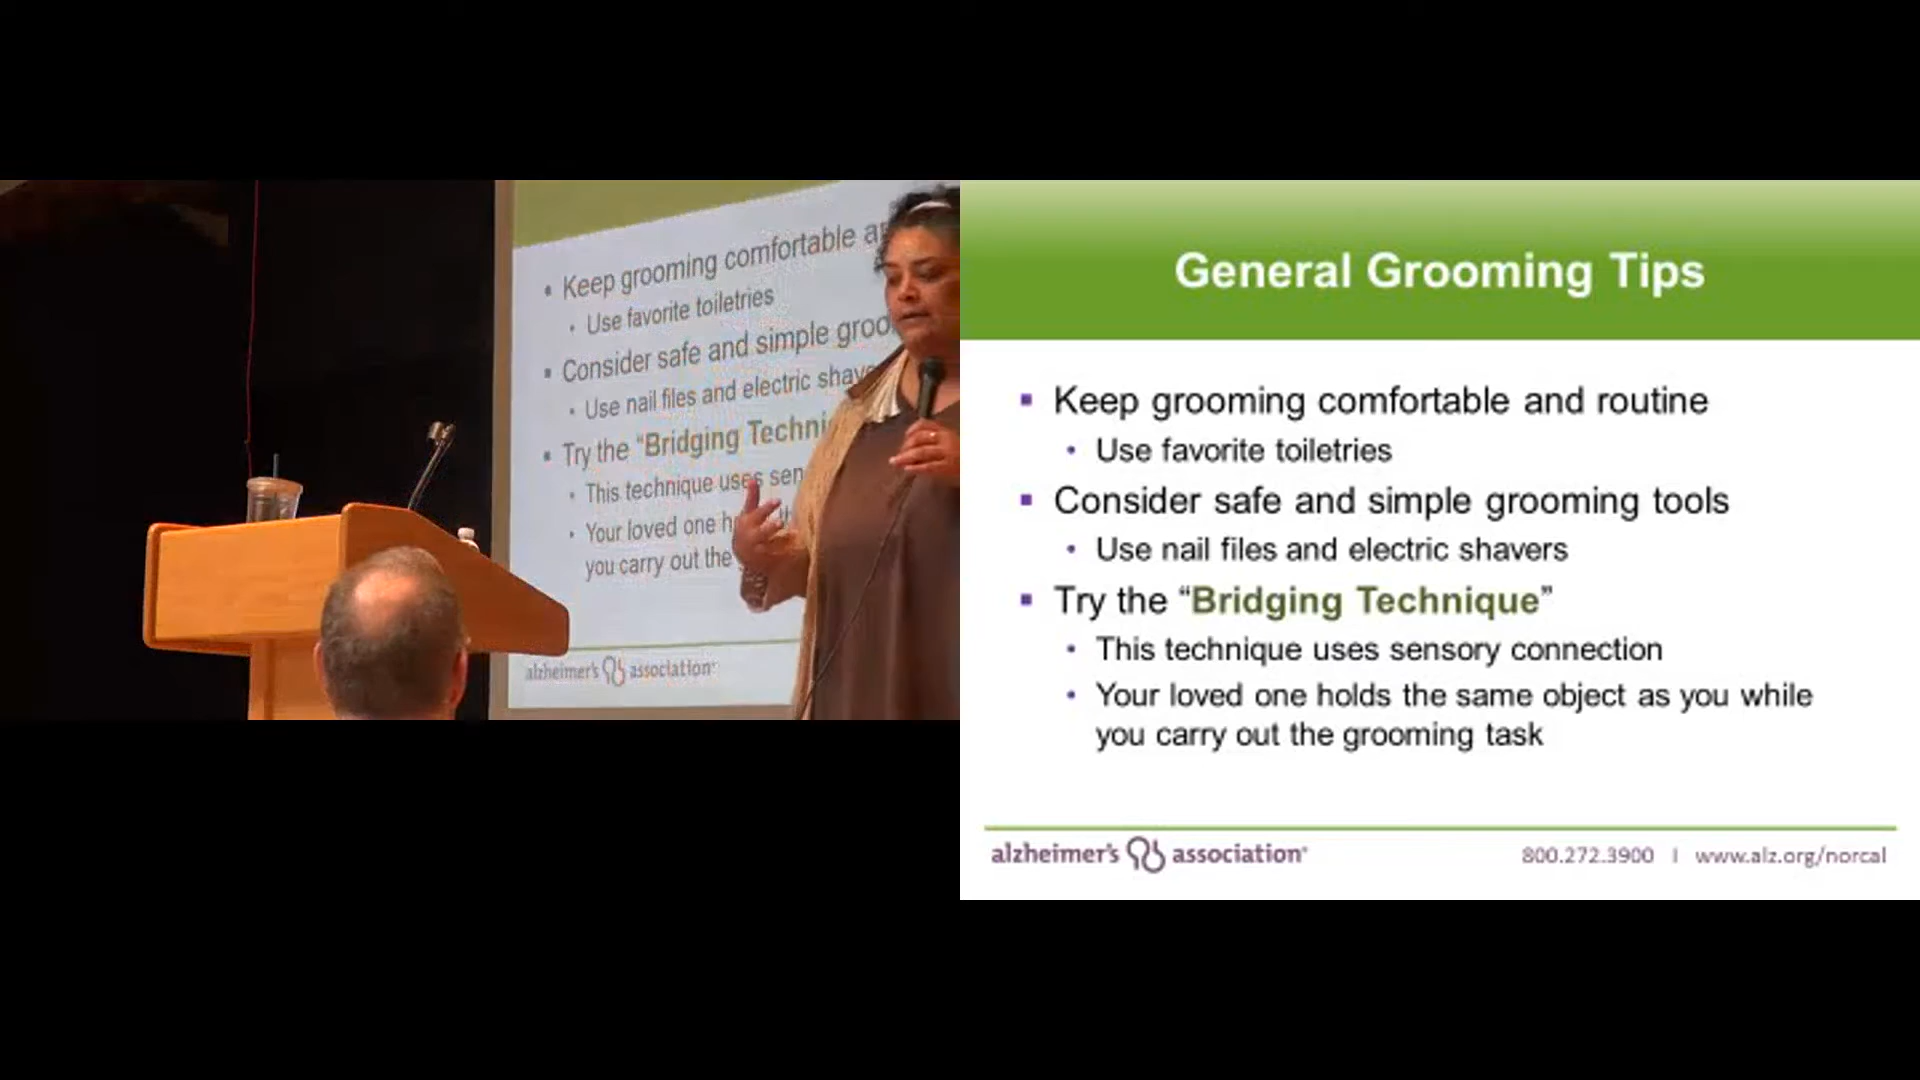 Keep grooming comfortable
Use favorite toiletries
Consider safe and simple
Use nail files and electric
Try the “Bridging
This technique uses
Your loved one
you carry out the
alzheimer's association®
General Grooming Tips
Keep grooming comfortable and routine
Use favorite toiletries
Consider safe and simple grooming tools
Use nail files and electric shavers
Try the “Bridging Technique”
This technique uses sensory connection
Your loved one holds the same object as you while
you carry out the grooming task
alzheimer's association®
800.272.3900 | www.alz.org/norcal